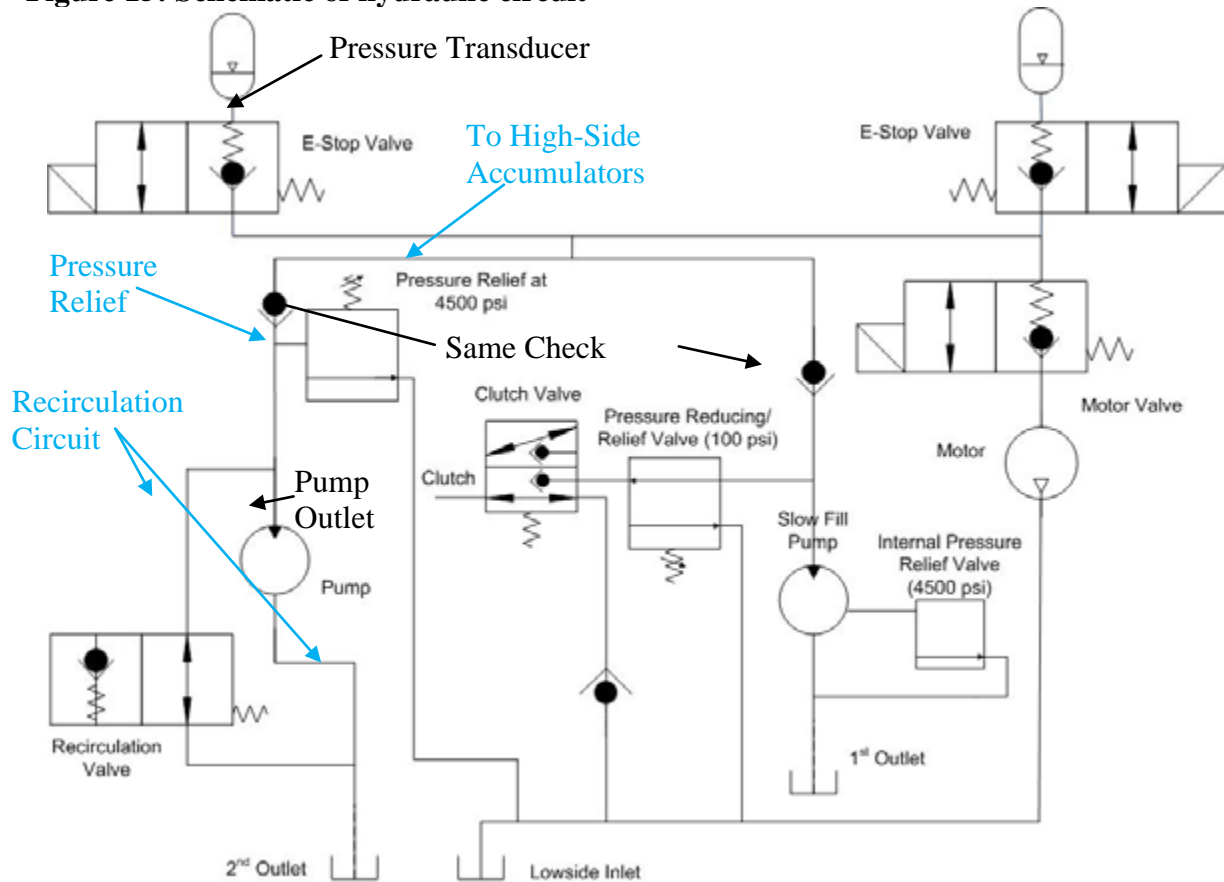 Figure 13: Schematic of hydraulic circuit
Pressure Transducer
E-Stop Valve
To High-Side
Accumulators
E-Stop Valve
Pressure
Relief
Pressure Relief at
4500 psi
Same Check
Recirculation
Circuit
Clutch Valve
Pressure Reducing/
Relief Valve (100 psi)
Motor Valve
Motor
Clutch
Pump
Outlet
Slow Fill
Pump
Internal Pressure
Relief Valve
(4500 psi)
Pump
Recirculation
Valve
1st Outlet
2nd Outlet
Lowside Inlet